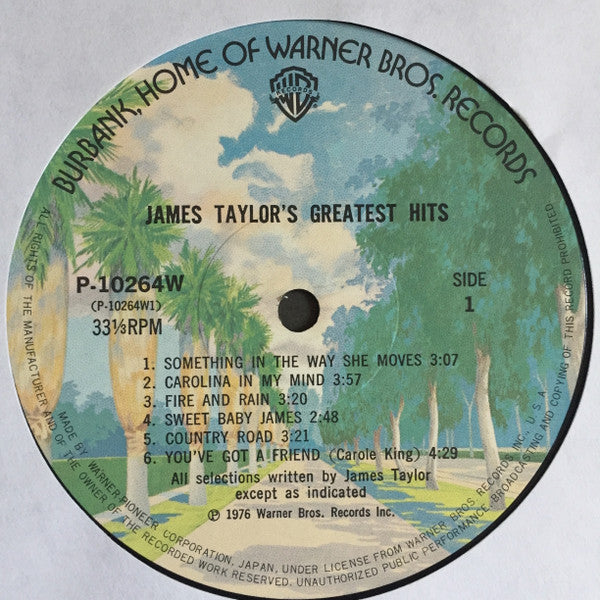 BURBANK, HOME OF WARNER BROS. RECORDS
WB
RECORDS
JAMES TAYLOR'S GREATEST HITS
P-10264W
(P-10264W1)
33⅓RPM
SIDE
1
1. SOMETHING IN THE WAY SHE MOVES 3:07
2. CAROLINA IN MY MIND 3:57
3. FIRE AND RAIN 3:20
4. SWEET BABY JAMES 2:48
5. COUNTRY ROAD 3:21
6. YOU'VE GOT A FRIEND (Carole King) 4:29
All selections written by James Taylor
except as indicated
℗ 1976 Warner Bros. Records Inc.
MADE BY WARNER-PIONEER CORPORATION, JAPAN, UNDER LICENSE FROM WARNER BROS. RECORDS INC., U.S.A.
ALL RIGHTS OF THE MANUFACTURER AND OF THE OWNER OF THE RECORDED WORK RESERVED. UNAUTHORIZED PUBLIC PERFORMANCE, BROADCASTING AND COPYING OF THIS RECORD PROHIBITED